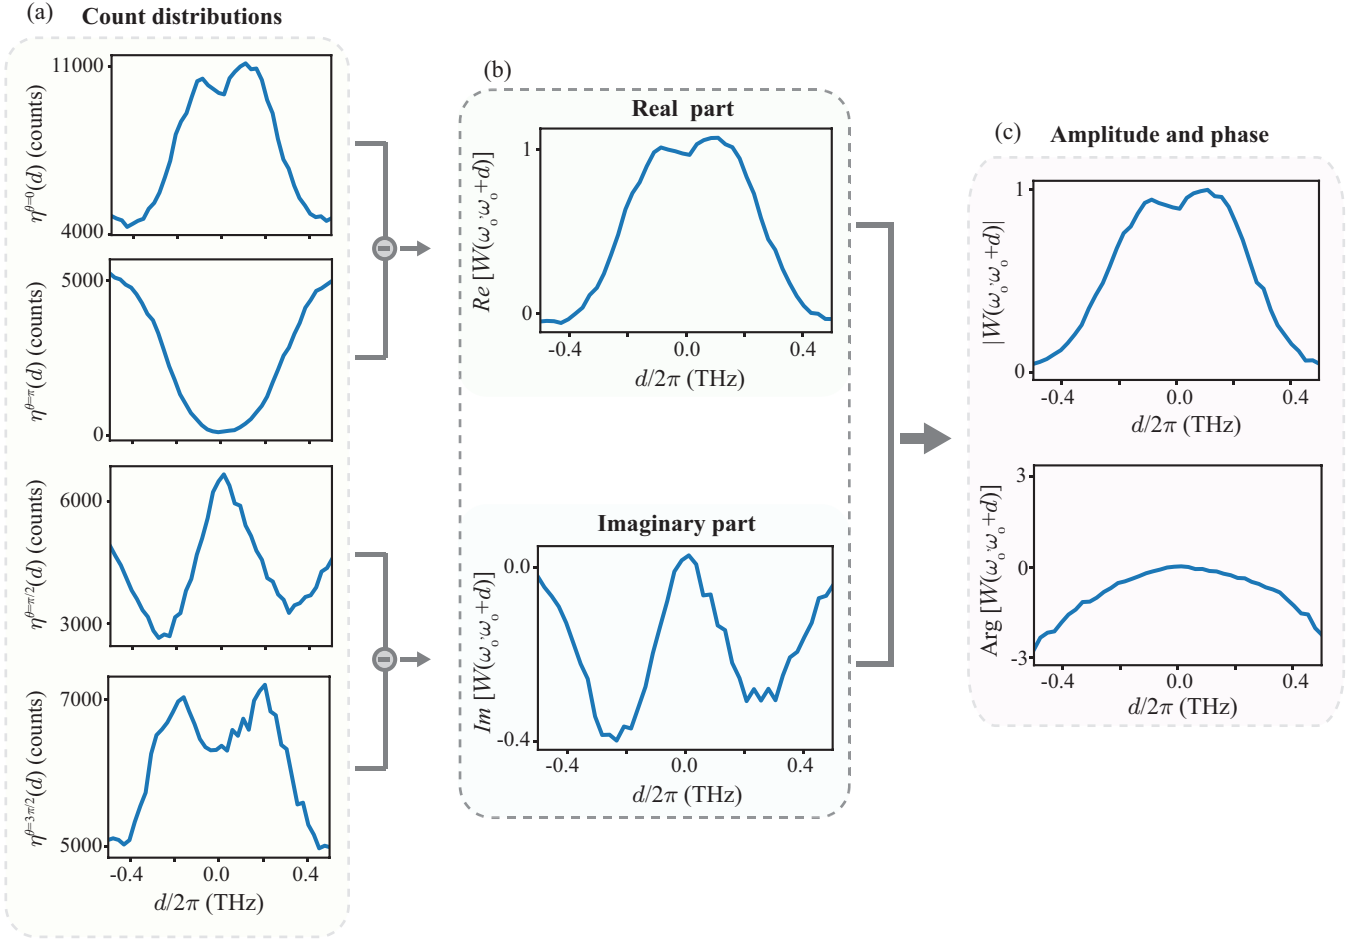 (a) Count distributions
11000
4000
η^θ=0(d) (counts)
5000
0
η^θ=π(d) (counts)
6000
3000
η^θ=π/2(d) (counts)
7000
5000
η^θ=3π/2(d) (counts)
-0.4 0.0 0.4
d/2π (THz)
(b)
Real part
1
0
Re [W(ω_o,ω_o+d)]
-0.4 0.0 0.4
d/2π (THz)
Imaginary part
0.0
-0.4
Im [W(ω_o,ω_o+d)]
-0.4 0.0 0.4
d/2π (THz)
(c) Amplitude and phase
1
0
|W(ω_o,ω_o+d)|
-0.4 0.0 0.4
d/2π (THz)
3
0
-3
Arg [W(ω_o,ω_o+d)]
-0.4 0.0 0.4
d/2π (THz)